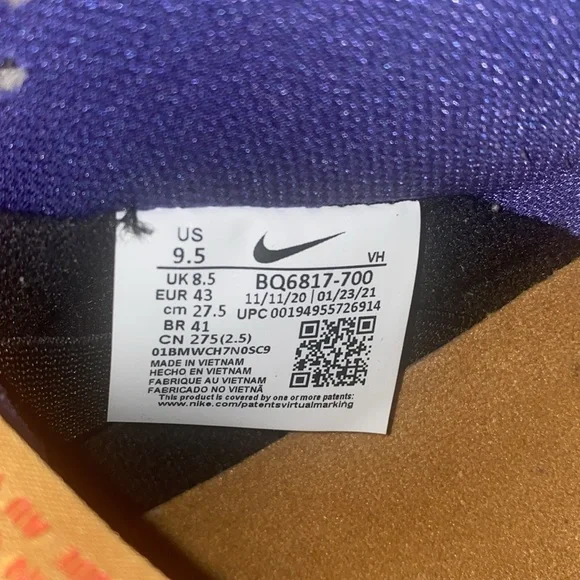 US
9.5
VH
UK 8.5
BQ6817-700
EUR 43
11/11/20 | 01/23/21
cm 27.5
UPC 00194955726914
BR 41
CN 275(2.5)
01BMWCH7N0SC9
MADE IN VIETNAM
HECHO EN VIETNAM
FABRIQUE AU VIETNAM
FABRICADO NO VIETNÃ
This product is covered by one or more patents.
www.nike.com/patentsvirtualmarking